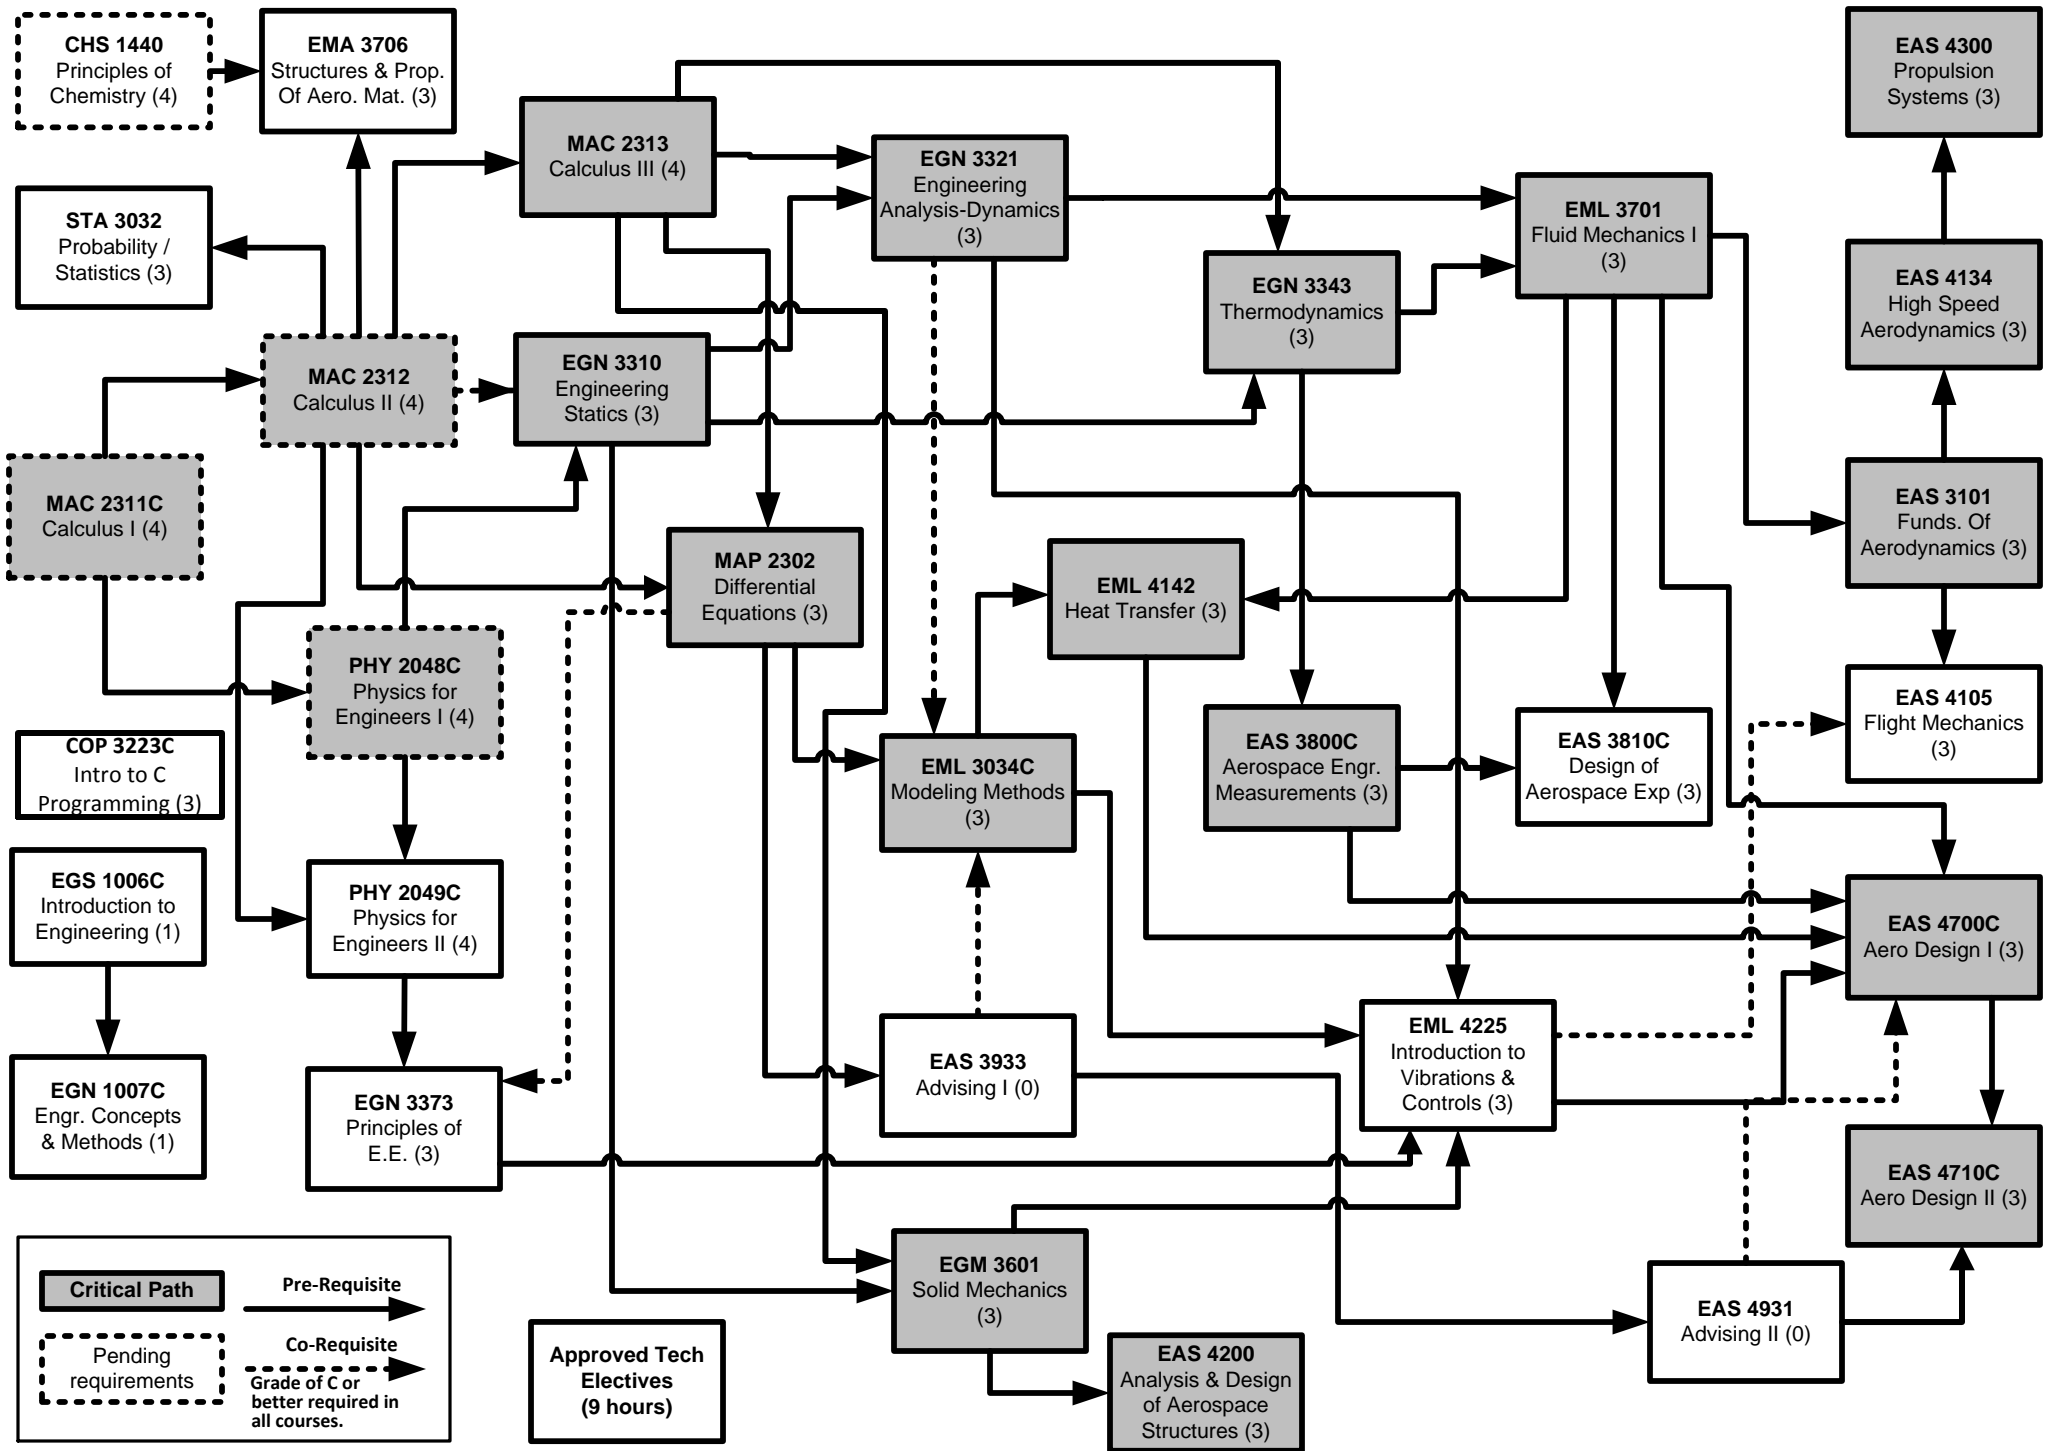 CHS 1440
Principles of
Chemistry (4)
EMA 3706
Structures & Prop.
Of Aero. Mat. (3)
STA 3032
Probability /
Statistics (3)
MAC 2313
Calculus III (4)
EGN 3321
Engineering
Analysis-Dynamics
(3)
EML 3701
Fluid Mechanics I
(3)
EAS 4300
Propulsion
Systems (3)
EGN 3343
Thermodynamics
(3)
EAS 4134
High Speed
Aerodynamics (3)
MAC 2312
Calculus II (4)
EGN 3310
Engineering
Statics (3)
MAC 2311C
Calculus I (4)
MAP 2302
Differential
Equations (3)
EML 4142
Heat Transfer (3)
EAS 3101
Funds. Of
Aerodynamics (3)
PHY 2048C
Physics for
Engineers I (4)
EAS 4105
Flight Mechanics
(3)
COP 3223C
Intro to C
Programming (3)
EML 3034C
Modeling Methods
(3)
EAS 3800C
Aerospace Engr.
Measurements (3)
EAS 3810C
Design of
Aerospace Exp (3)
EGS 1006C
Introduction to
Engineering (1)
PHY 2049C
Physics for
Engineers II (4)
EAS 4700C
Aero Design I (3)
EGN 1007C
Engr. Concepts
& Methods (1)
EGN 3373
Principles of
E.E. (3)
EAS 3933
Advising I (0)
EML 4225
Introduction to
Vibrations &
Controls (3)
EAS 4710C
Aero Design II (3)
EGM 3601
Solid Mechanics
(3)
EAS 4931
Advising II (0)
Critical Path
Pre-Requisite
Pending
requirements
Co-Requisite
Grade of C or
better required in
all courses.
Approved Tech
Electives
(9 hours)
EAS 4200
Analysis & Design
of Aerospace
Structures (3)